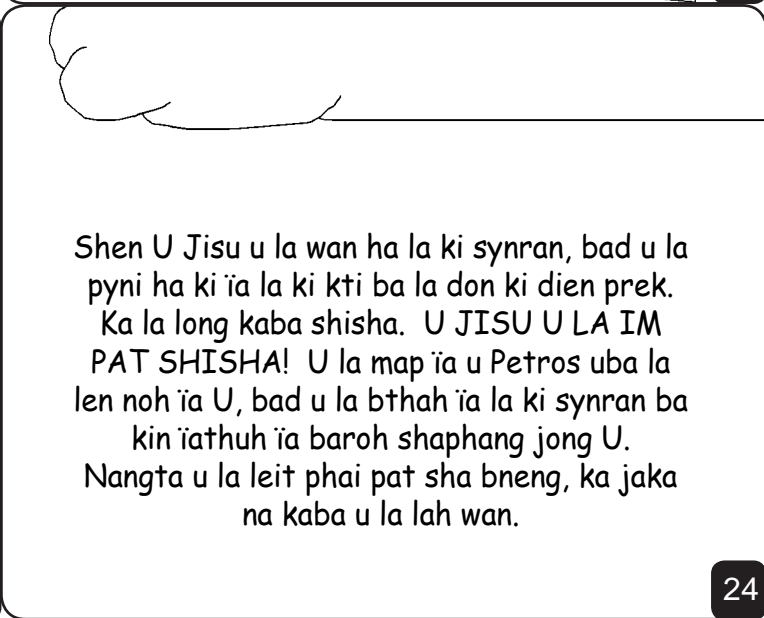 Shen U Jisu u la wan ha la ki synran, bad u la
pyni ha ki ïa la ki kti ba la don ki dien prek.
Ka la long kaba shisha. U JISU U LA IM
PAT SHISHA! U la map ïa u Petros uba la
len noh ïa U, bad u la bthah ïa la ki synran ba
kin ïathuh ïa baroh shaphang jong U.
Nangta u la leit phai pat sha bneng, ka jaka
na kaba u la lah wan.
24